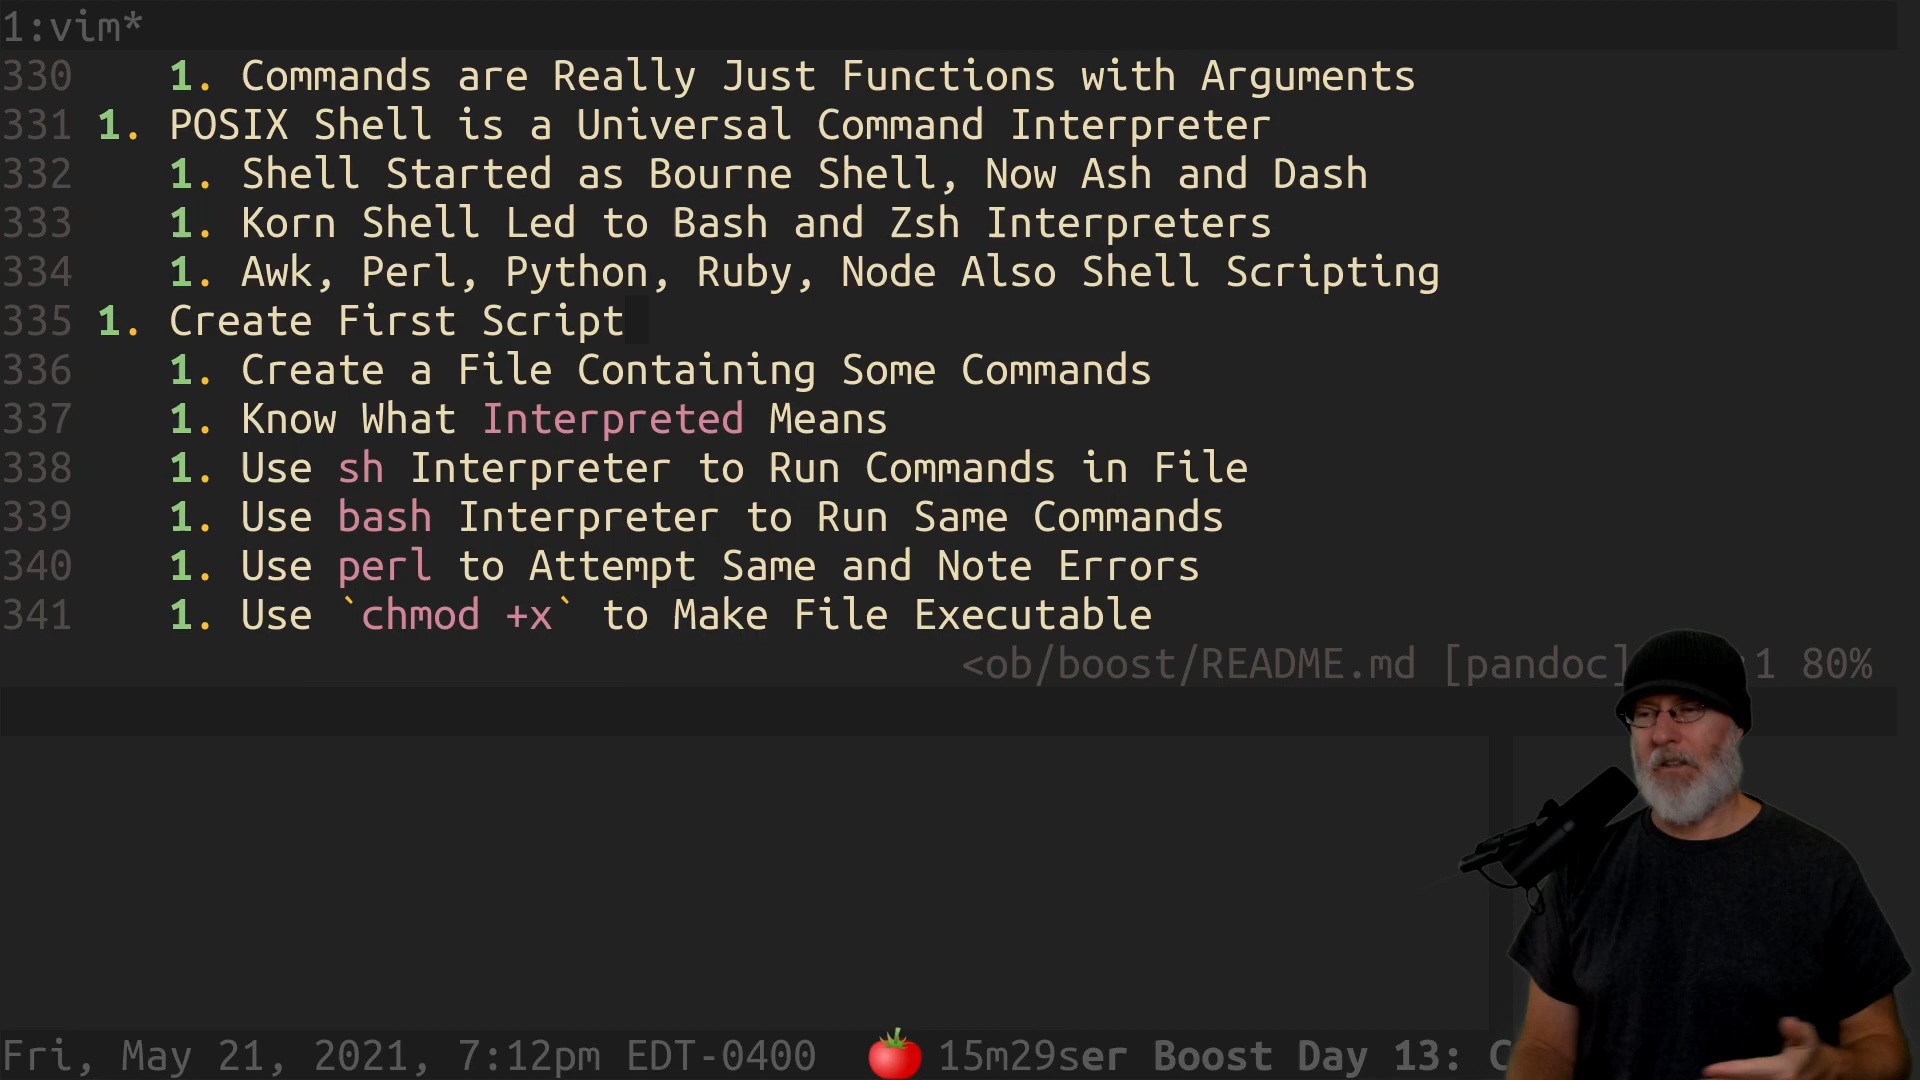 1:vim*
330 1. Commands are Really Just Functions with Arguments
331 1. POSIX Shell is a Universal Command Interpreter
332 1. Shell Started as Bourne Shell, Now Ash and Dash
333 1. Korn Shell Led to Bash and Zsh Interpreters
334 1. Awk, Perl, Python, Ruby, Node Also Shell Scripting
335 1. Create First Script
336 1. Create a File Containing Some Commands
337 1. Know What Interpreted Means
338 1. Use sh Interpreter to Run Commands in File
339 1. Use bash Interpreter to Run Same Commands
340 1. Use perl to Attempt Same and Note Errors
341 1. Use `chmod +x` to Make File Executable
<ob/boost/README.md [pandoc] 1 80%
Fri, May 21, 2021, 7:12pm EDT-0400 15m29ser Boost Day 13: C